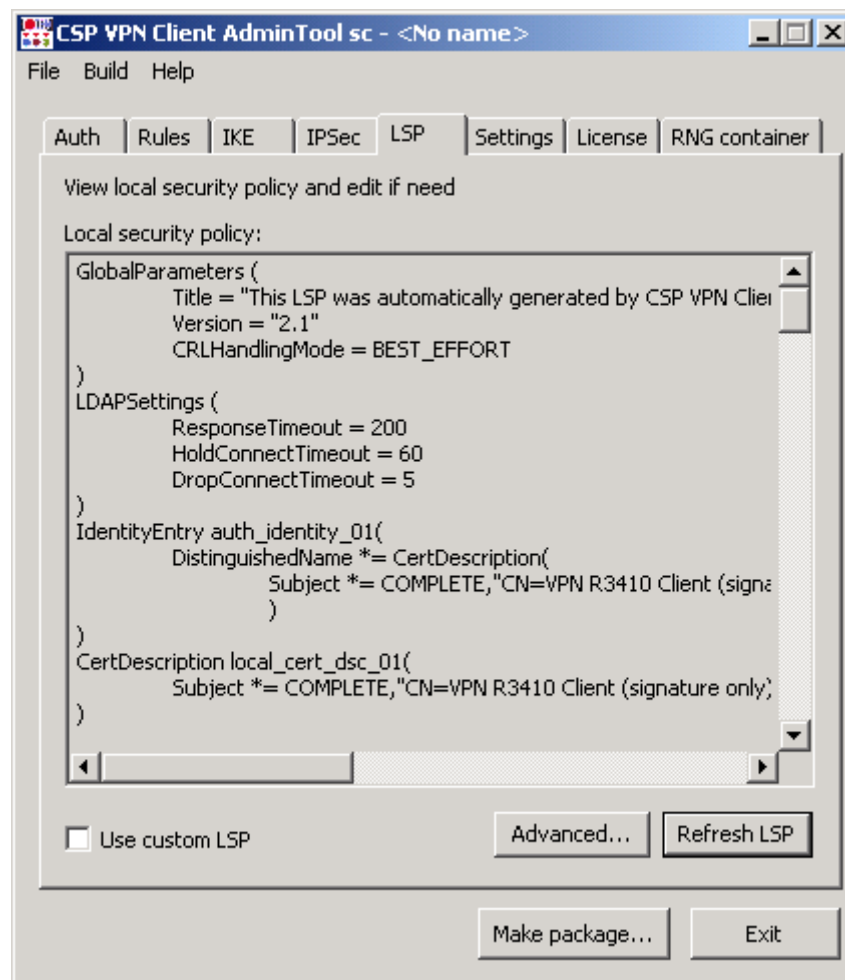 CSP VPN Client AdminTool sc - <No name>
File Build Help
Auth Rules IKE IPSec LSP Settings License RNG container
View local security policy and edit if need
Local security policy:
GlobalParameters (
Title = "This LSP was automatically generated by CSP VPN Clie
Version = "2.1"
CRLHandlingMode = BEST_EFFORT
)
LDAPSettings (
ResponseTimeout = 200
HoldConnectTimeout = 60
DropConnectTimeout = 5
)
IdentityEntry auth_identity_01(
DistinguishedName *= CertDescription(
Subject *= COMPLETE,"CN=VPN R3410 Client (signa
)
)
CertDescription local_cert_dsc_01(
Subject *= COMPLETE,"CN=VPN R3410 Client (signature only)
)
Use custom LSP Advanced... Refresh LSP
Make package... Exit